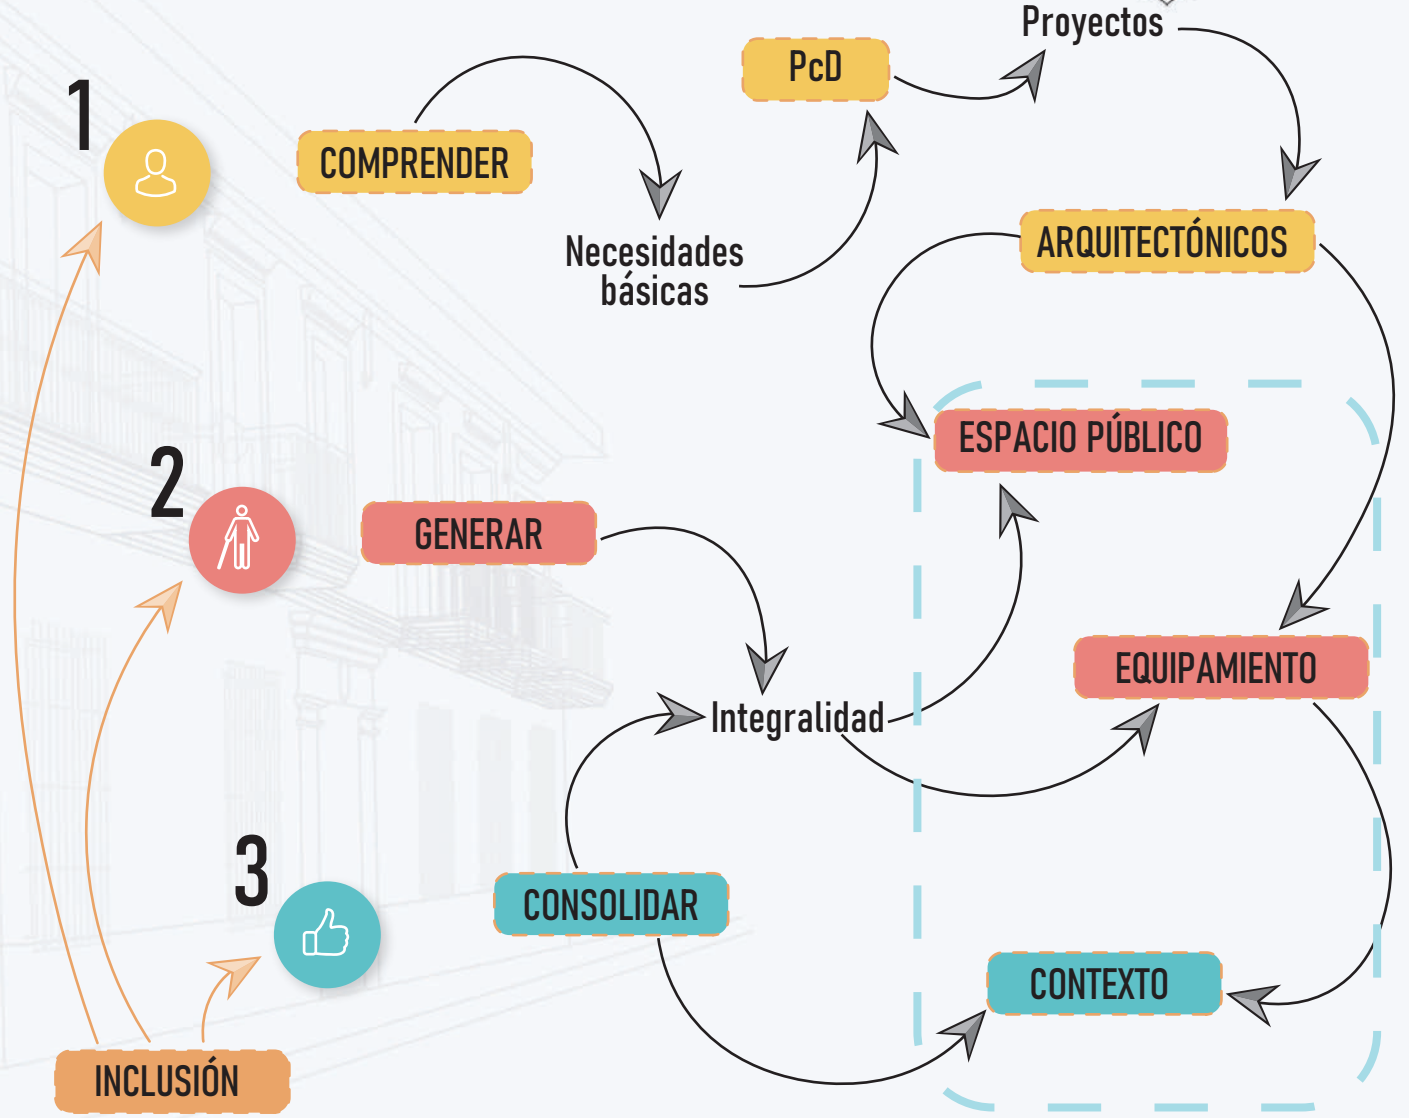 Proyectos
PcD
1
COMPRENDER
Necesidades
básicas
ARQUITECTÓNICOS
ESPACIO PÚBLICO
2
GENERAR
EQUIPAMIENTO
Integralidad
3
CONSOLIDAR
CONTEXTO
INCLUSIÓN